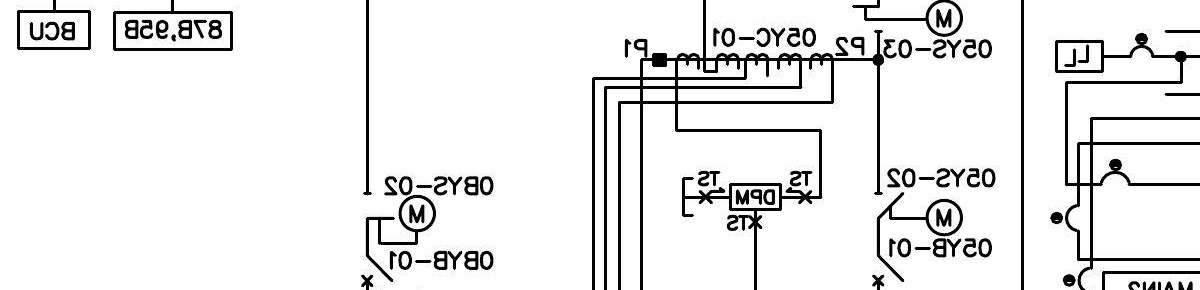 M
87B,95B
BCU
05YC-01
P1
P2
05YS-03
LL
TS
TS
DPM
TS
0BYS-02
M
0BYB-01
05YS-02
M
05YB-01